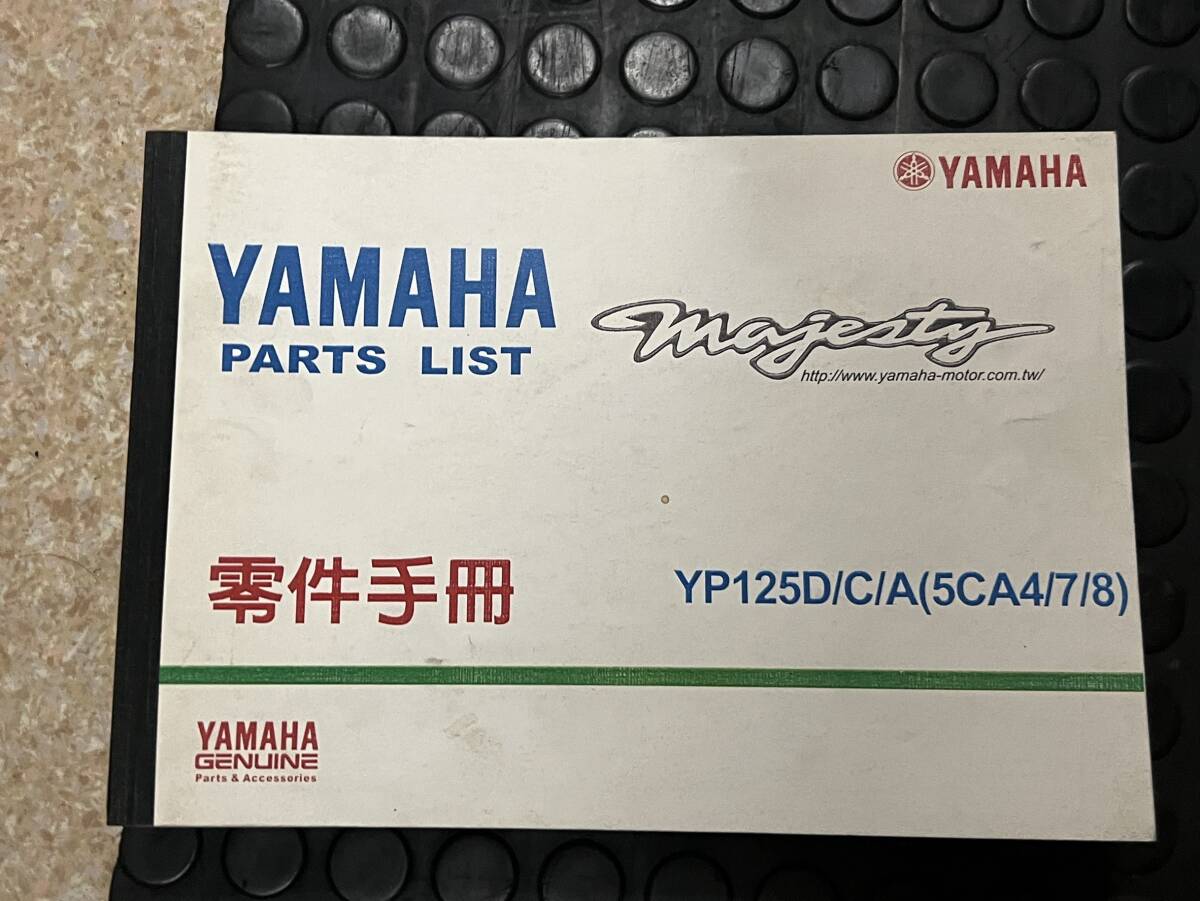 YAMAHA
YAMAHA
PARTS LIST
Majesty
http://www.yamaha-motor.com.tw/
零件手冊
YP125D/C/A(5CA4/7/8)
YAMAHA
GENUINE
Parts & Accessories